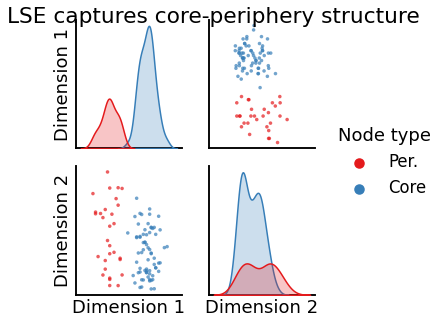 LSE captures core-periphery structure
Dimension 1
Node type
Per.
Core
Dimension 2
Dimension 1
Dimension 2